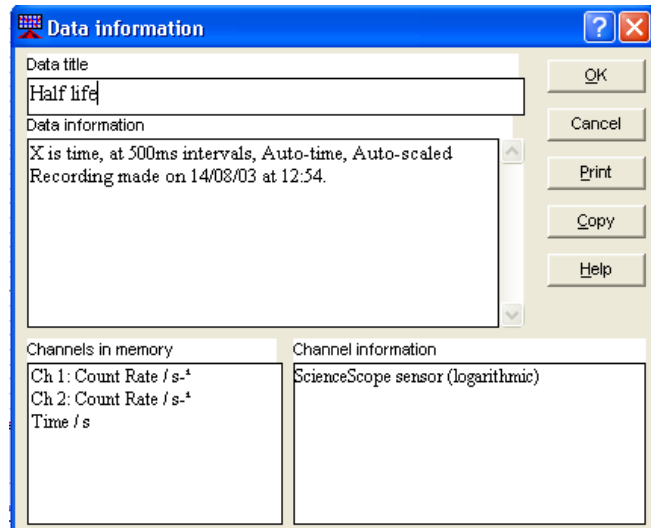 Data information
Data title
OK
Half life
Data information
Cancel
X is time, at 500ms intervals, Auto-time, Auto-scaled
Recording made on 14/08/03 at 12:54.
Print
Copy
Help
Channels in memory
Channel information
Ch 1: Count Rate / s-¹
ScienceScope sensor (logarithmic)
Ch 2: Count Rate / s-¹
Time / s